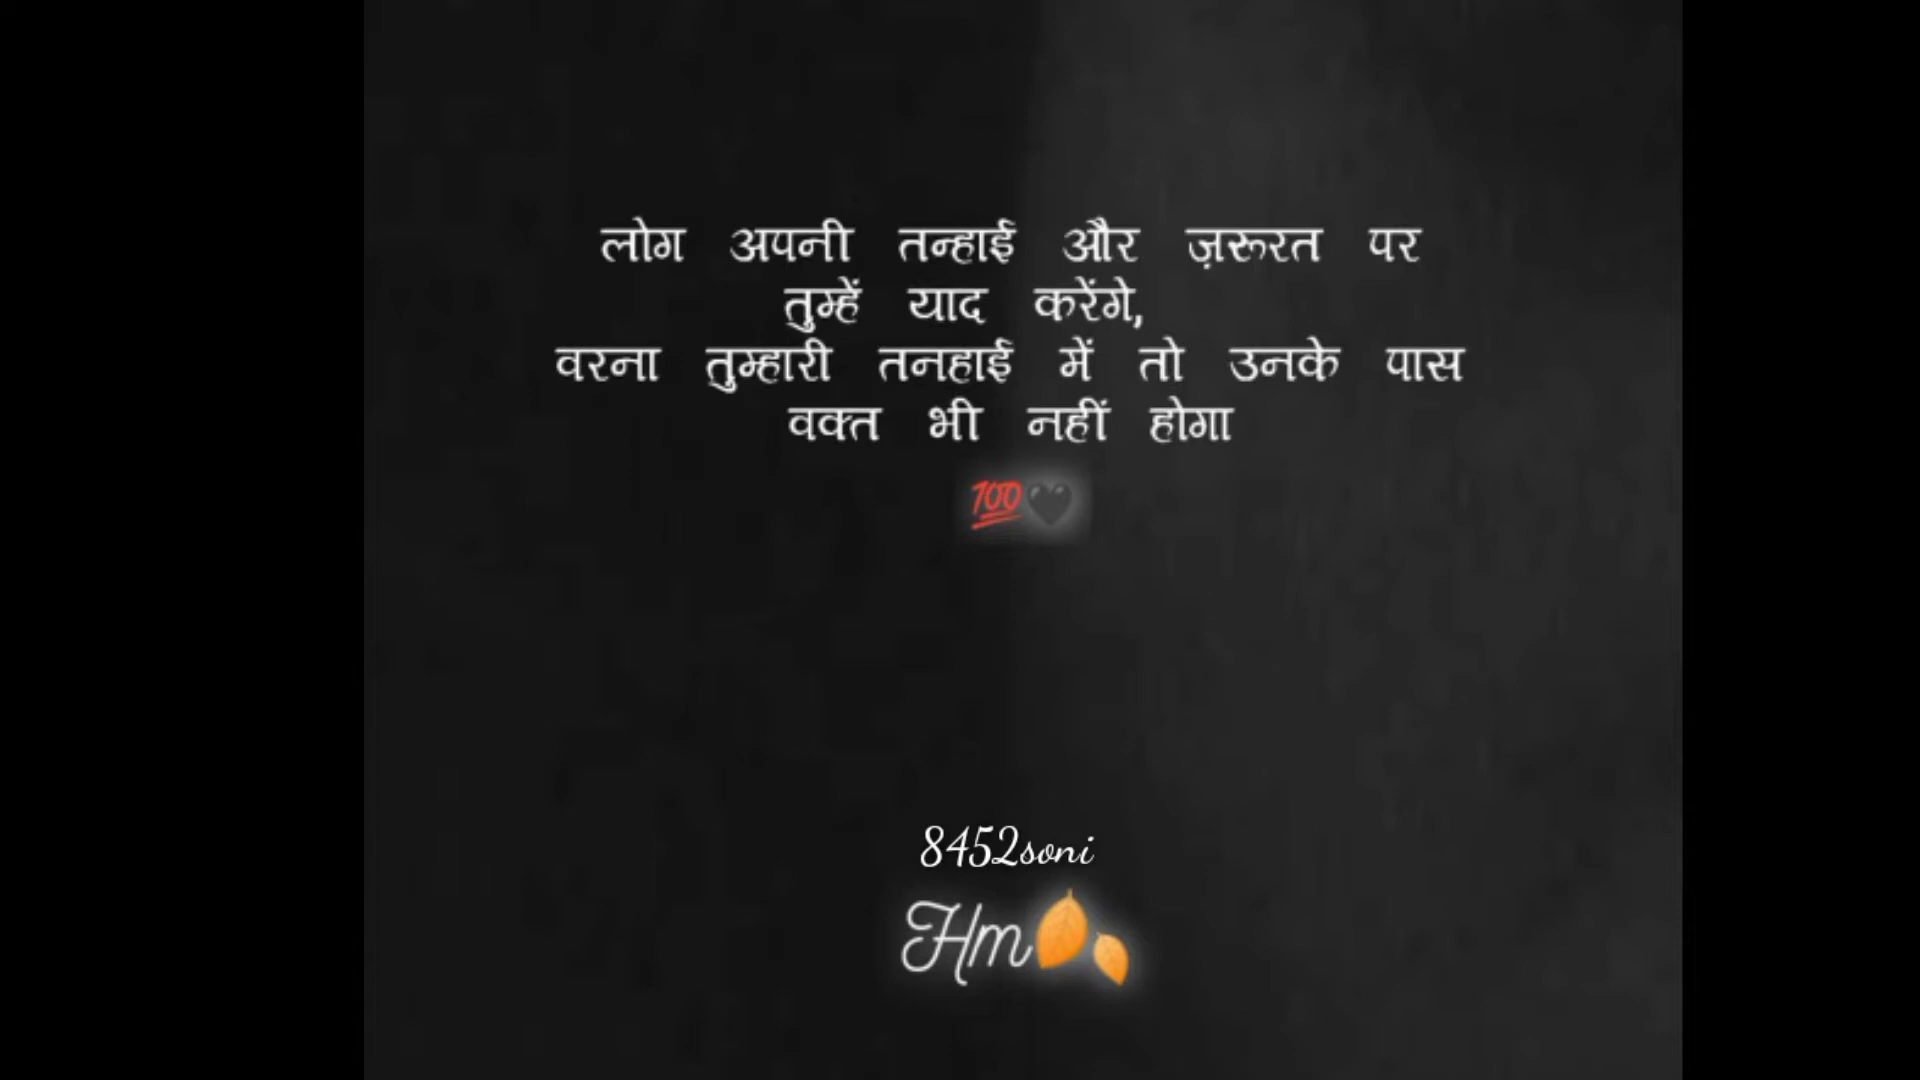 लोग अपनी तन्हाई और ज़रूरत पर
तुम्हें याद करेंगे,
वरना तुम्हारी तनहाई में तो उनके पास
वक्त भी नहीं होगा
💯🖤
8452soni
Hm🍂